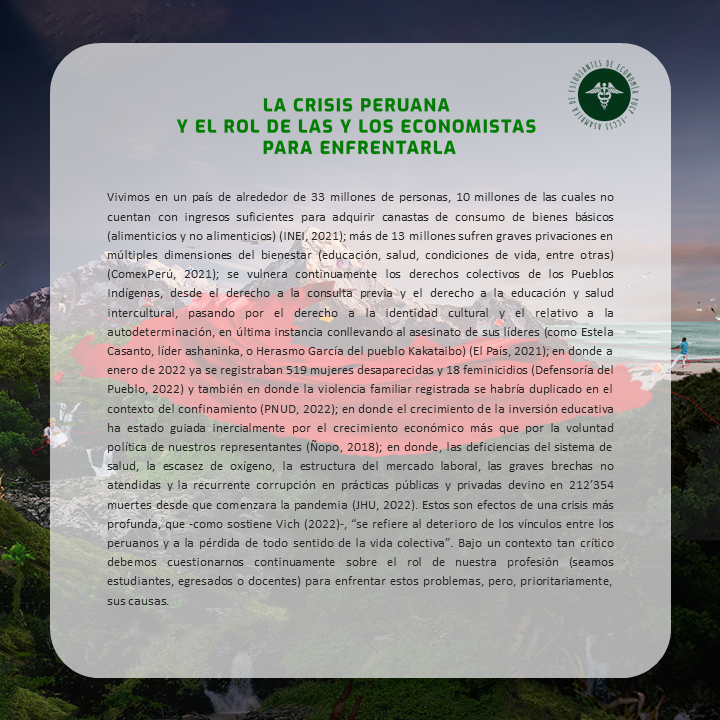 ASAMBLEA DE ESTUDIANTES DE ECONOMÍA PUCP - FCCSS
LA CRISIS PERUANA
Y EL ROL DE LAS Y LOS ECONOMISTAS
PARA ENFRENTARLA
Vivimos en un país de alrededor de 33 millones de personas, 10 millones de las cuales no
cuentan con ingresos suficientes para adquirir canastas de consumo de bienes básicos
(alimenticios y no alimenticios) (INEI, 2021); más de 13 millones sufren graves privaciones en
múltiples dimensiones del bienestar (educación, salud, condiciones de vida, entre otras)
(ComexPerú, 2021); se vulnera continuamente los derechos colectivos de los Pueblos
Indígenas, desde el derecho a la consulta previa y el derecho a la educación y salud
intercultural, pasando por el derecho a la identidad cultural y el relativo a la
autodeterminación, en última instancia conllevando al asesinato de sus líderes (como Estela
Casanto, líder ashaninka, o Herasmo García del pueblo Kakataibo) (El País, 2021); en donde a
enero de 2022 ya se registraban 519 mujeres desaparecidas y 18 feminicidios (Defensoría del
Pueblo, 2022) y también en donde la violencia familiar registrada se habría duplicado en el
contexto del confinamiento (PNUD, 2022); en donde el crecimiento de la inversión educativa
ha estado guiada inercialmente por el crecimiento económico más que por la voluntad
política de nuestros representantes (Ñopo, 2018); en donde, las deficiencias del sistema de
salud, la escasez de oxígeno, la estructura del mercado laboral, las graves brechas no
atendidas y la recurrente corrupción en prácticas públicas y privadas devino en 212’354
muertes desde que comenzara la pandemia (JHU, 2022). Estos son efectos de una crisis más
profunda, que -como sostiene Vich (2022)-, “se refiere al deterioro de los vínculos entre los
peruanos y a la pérdida de todo sentido de la vida colectiva”. Bajo un contexto tan crítico
debemos cuestionarnos continuamente sobre el rol de nuestra profesión (seamos
estudiantes, egresados o docentes) para enfrentar estos problemas, pero, prioritariamente,
sus causas.